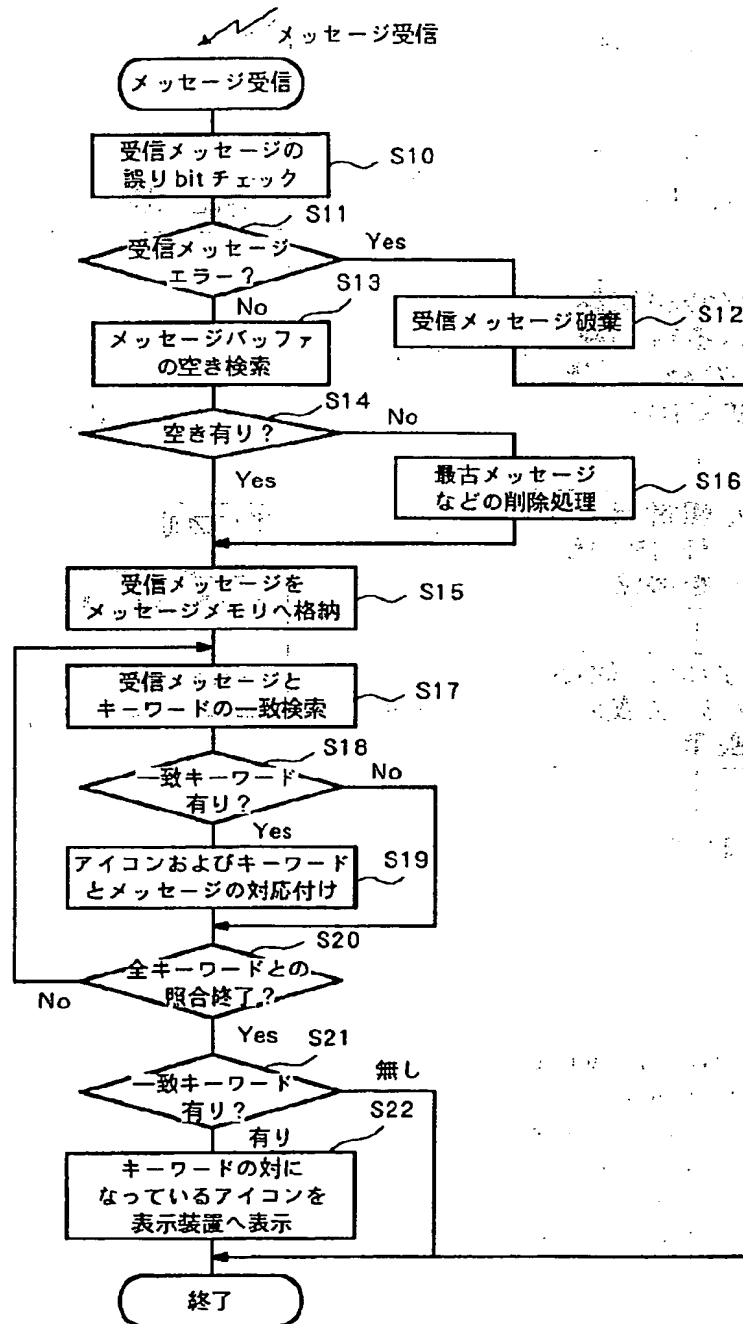 メッセージ受信
メッセージ受信
受信メッセージの
誤りbitチェック
S10
S11
受信メッセージ
エラー?
Yes
No
受信メッセージ破棄
S12
S13
メッセージバッファ
の空き検索
S14
空き有り?
No
Yes
最古メッセージ
などの削除処理
S16
受信メッセージを
メッセージメモリへ格納
S15
受信メッセージと
キーワードの一致検索
S17
S18
一致キーワード
有り?
No
Yes
アイコンおよびキーワード
とメッセージの対応付け
S19
S20
全キーワードとの
照合終了?
No
Yes
S21
一致キーワード
有り?
無し
有り
S22
キーワードの対に
なっているアイコンを
表示装置へ表示
終了